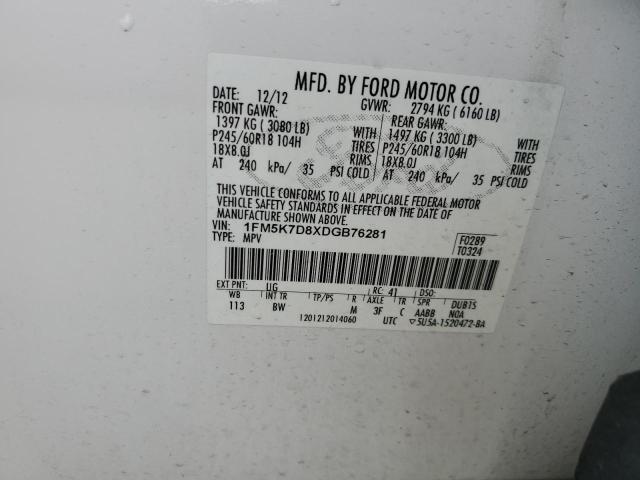 MFD. BY FORD MOTOR CO.
DATE: 12/12 GVWR: 2794 KG ( 6160 LB)
FRONT GAWR: REAR GAWR:
1397 KG ( 3080 LB) WITH 1497 KG ( 3300 LB) WITH
P245/60R18 104H TIRES P245/60R18 104H TIRES
18X8.0J RIMS 18X8.0J RIMS
AT 240 kPa/ 35 PSI COLD AT 240 kPa/ 35 PSI COLD
THIS VEHICLE CONFORMS TO ALL APPLICABLE FEDERAL MOTOR
VEHICLE SAFETY STANDARDS IN EFFECT ON THE DATE OF
MANUFACTURE SHOWN ABOVE.
VIN: 1FM5K7D8XDGB76281 F0289
TYPE: MPV T0324
EXT PNT: UG RC: 41 DSO:
WB INT TR TP/PS R AXLE TR SPR DUB15
113 BW M 3F C AABB NOA
1201212014060 UTC ▽5U5A-1520472-BA